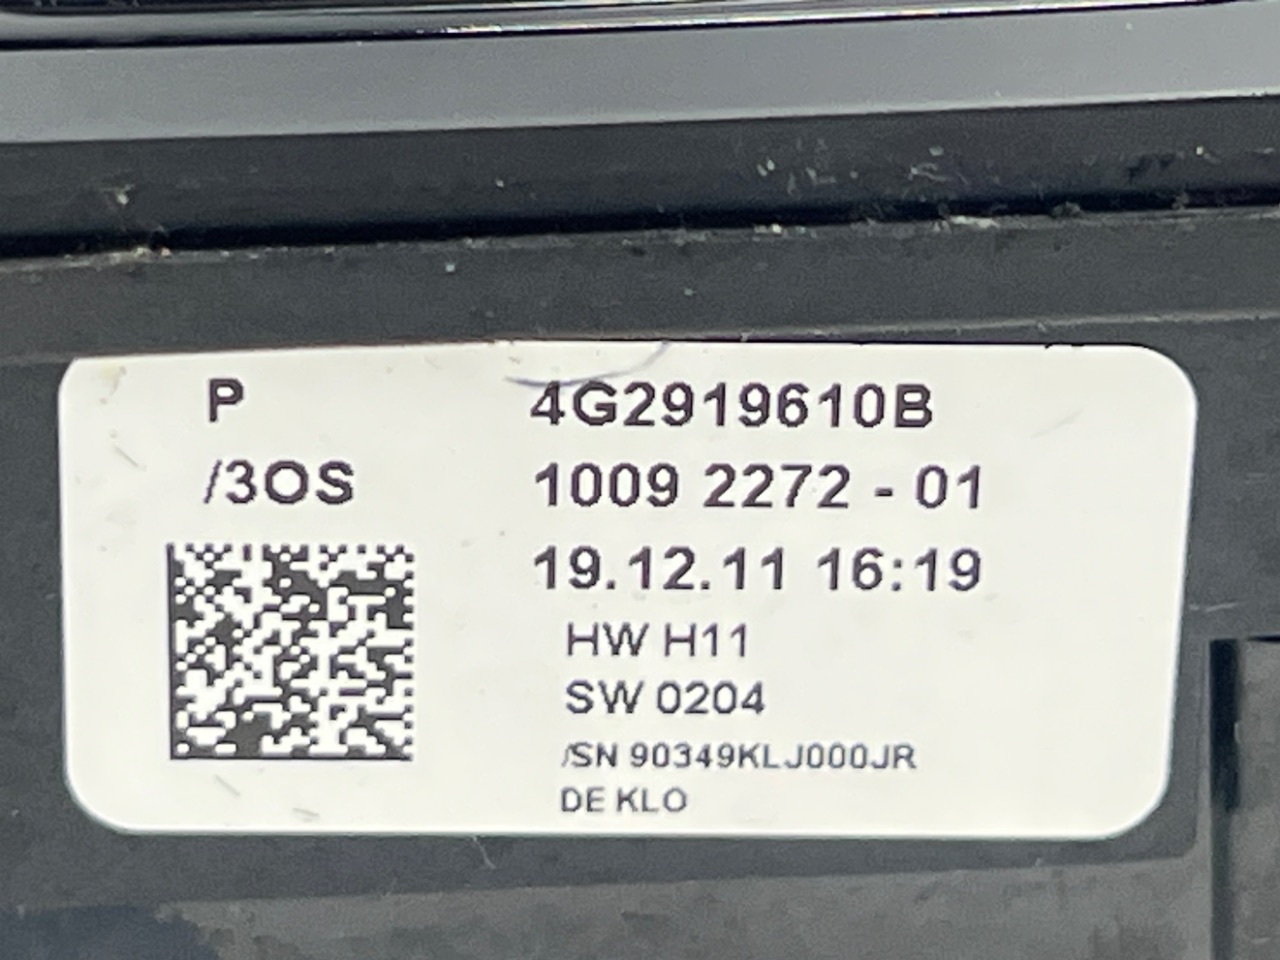 P 4G2919610B
/3OS 1009 2272 - 01
19.12.11 16:19
HW H11
SW 0204
/SN 90349KLJ000JR
DE KLO